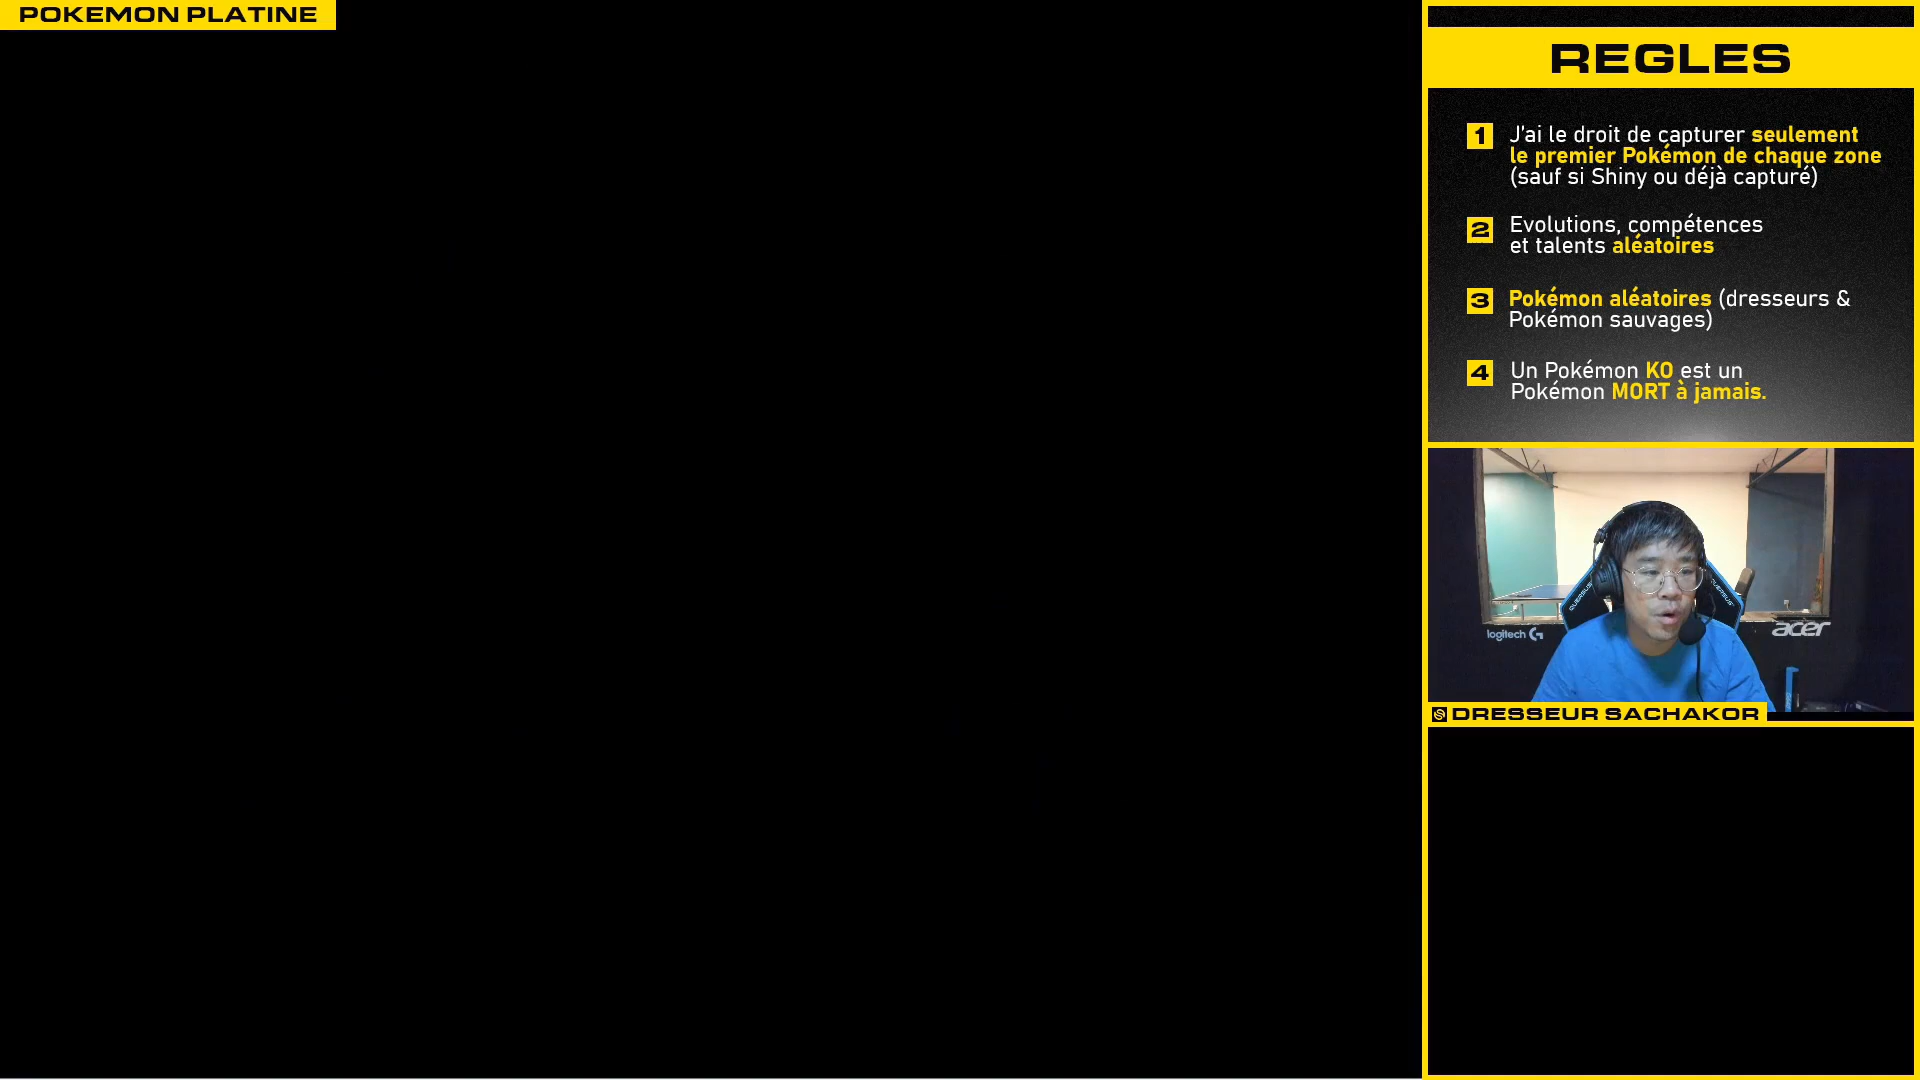 POKEMON PLATINE
REGLES
1
J'ai le droit de capturer seulement
le premier Pokémon de chaque zone
(sauf si Shiny ou déjà capturé)
2
Evolutions, compétences
et talents aléatoires
3
Pokémon aléatoires (dresseurs &
Pokémon sauvages)
4
Un Pokémon KO est un
Pokémon MORT à jamais.
QUERSUS
QUERSUS
logitech G
acer
DRESSEUR SACHAKOR